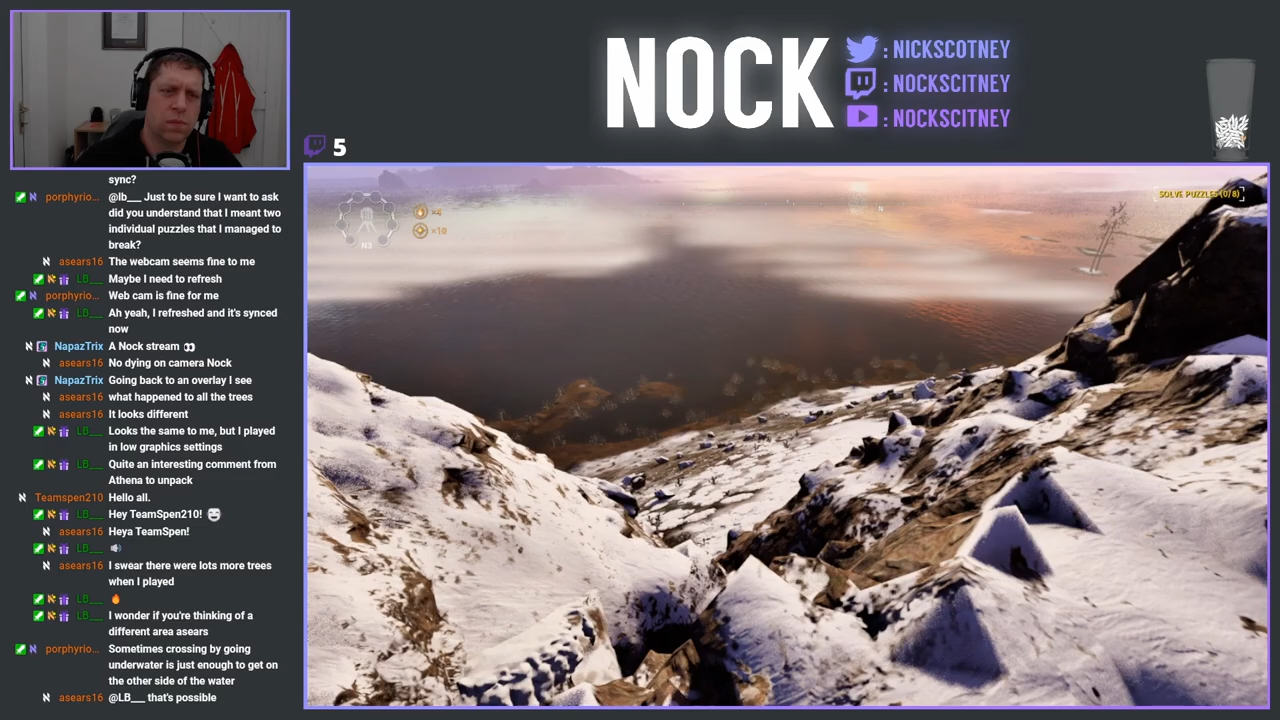 NOCK
: NICKSCOTNEY
: NOCKSCITNEY
: NOCKSCITNEY
5
sync?
porphyrio... @lb___ Just to be sure I want to ask
did you understand that I meant two
individual puzzles that I managed to
break?
asears16 The webcam seems fine to me
LB___ Maybe I need to refresh
porphyrio... Web cam is fine for me
LB___ Ah yeah, I refreshed and it's synced
now
NapazTrix A Nock stream
asears16 No dying on camera Nock
NapazTrix Going back to an overlay I see
asears16 what happened to all the trees
asears16 It looks different
LB___ Looks the same to me, but I played
in low graphics settings
LB___ Quite an interesting comment from
Athena to unpack
Teamspen210 Hello all.
LB___ Hey TeamSpen210!
asears16 Heya TeamSpen!
LB___
asears16 I swear there were lots more trees
when I played
LB___
LB___ I wonder if you're thinking of a
different area asears
porphyrio... Sometimes crossing by going
underwater is just enough to get on
the other side of the water
asears16 @LB___ that's possible
×4
×10
N3
N
SOLVE PUZZLES (0/8)